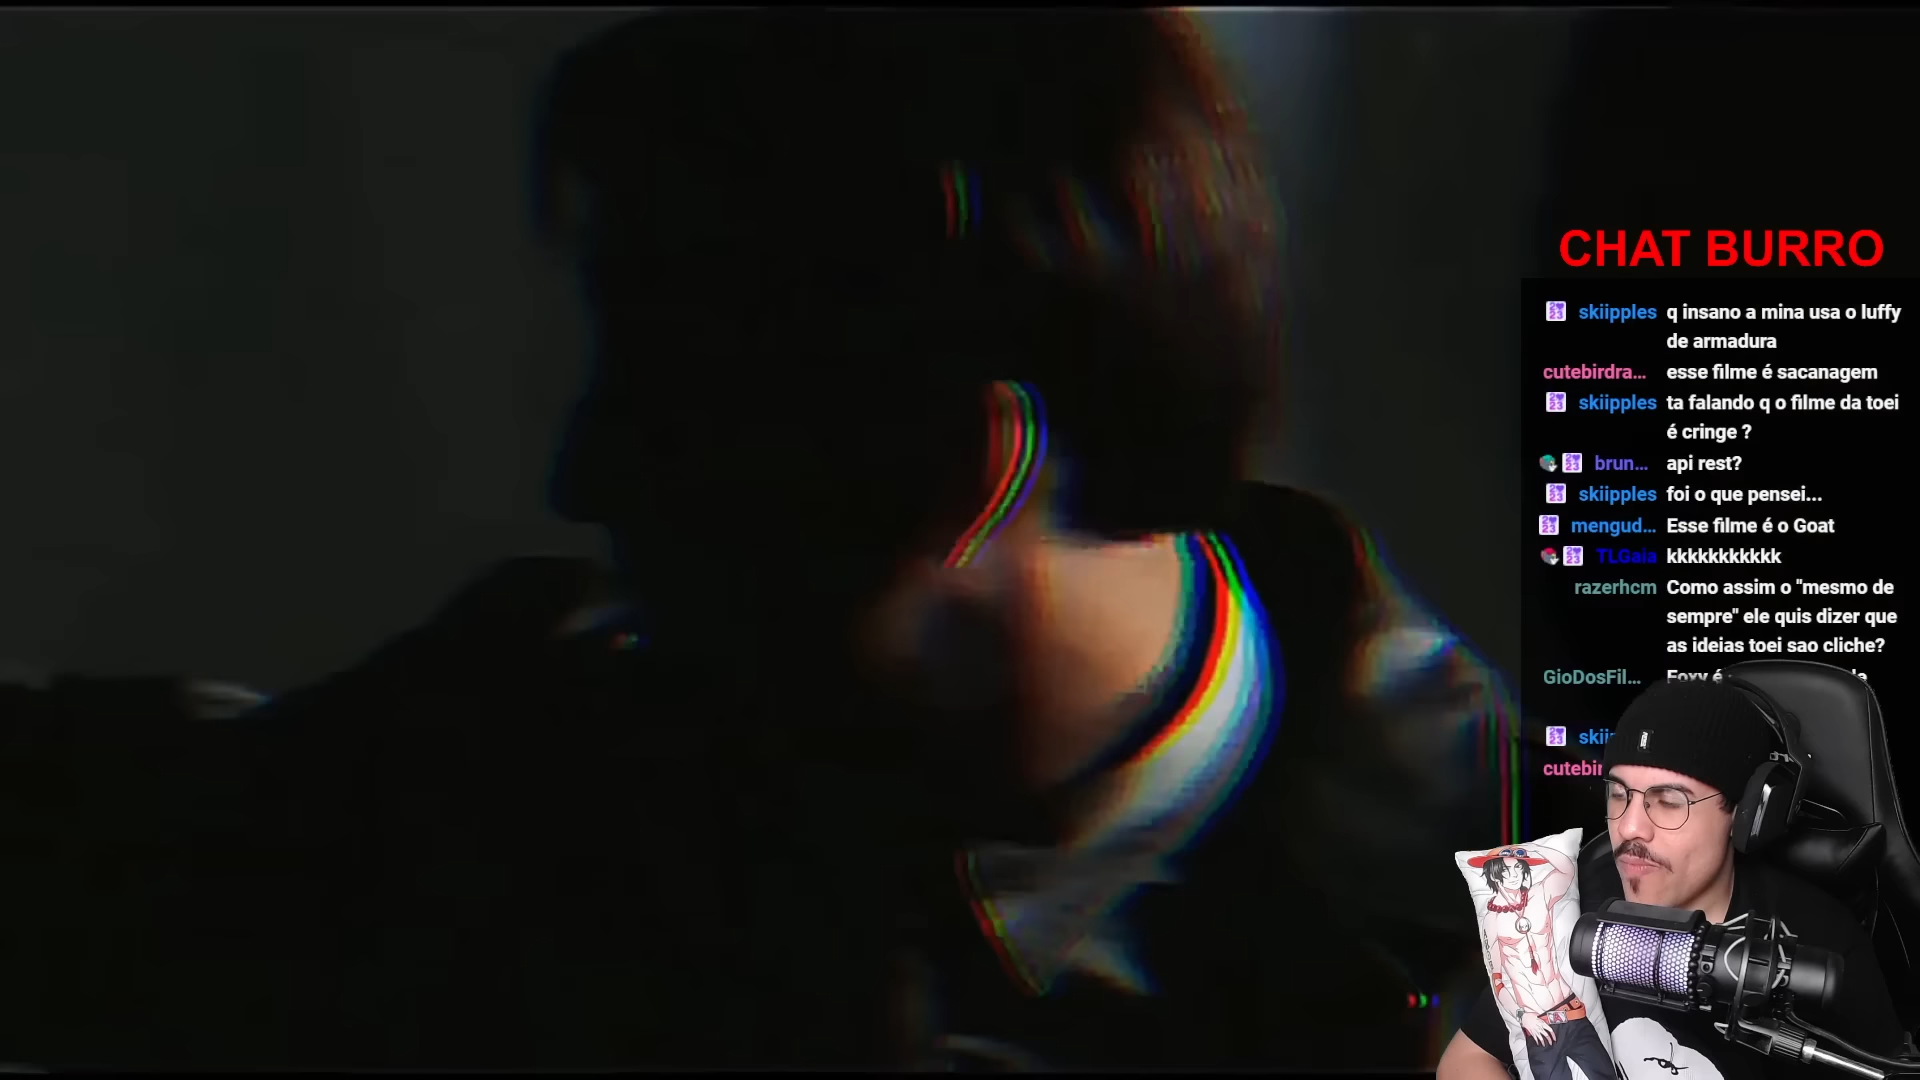 CHAT BURRO
skiipples q insano a mina usa o luffy
de armadura
cutebirdra... esse filme é sacanagem
skiipples ta falando q o filme da toei
é cringe ?
brun... api rest?
skiipples foi o que pensei...
mengud... Esse filme é o Goat
TLGaia kkkkkkkkkkk
razerhcm Como assim o "mesmo de
sempre" ele quis dizer que
as ideias toei sao cliche?
GioDosFil... Foxy é